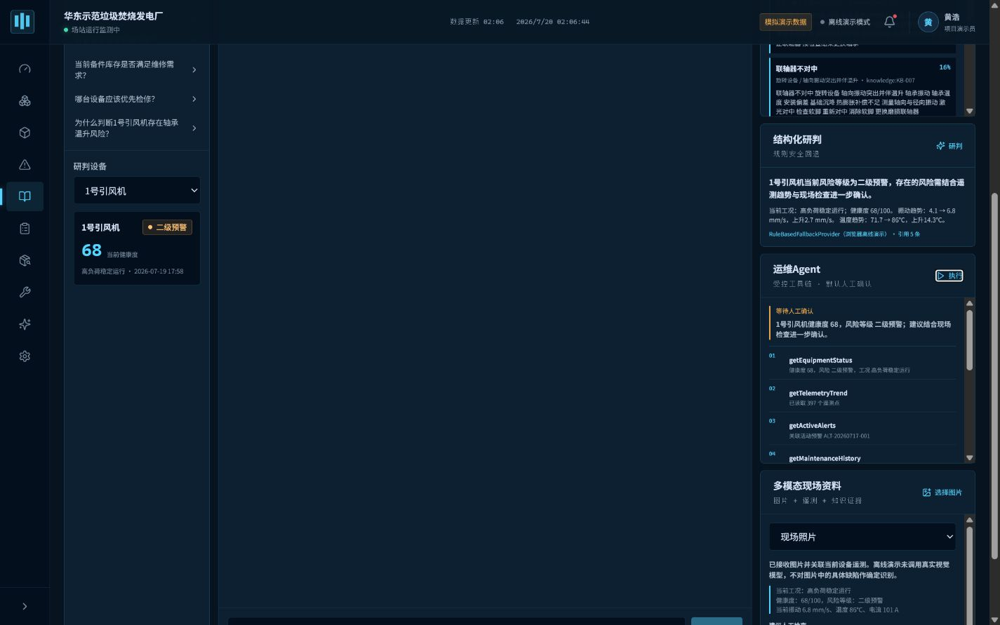 华东示范垃圾焚烧发电厂
场站运行监测中
数据更新 02:06 2026/7/20 02:06:44
模拟演示数据
离线演示模式
黄
黄浩
项目演示员
当前备件库存是否满足维修需
求？
哪台设备应该优先检修？
为什么判断1号引风机存在轴承
温升风险？
研判设备
1号引风机
1号引风机
二级预警
68 当前健康度
高负荷稳定运行 • 2026-07-19 17:58
联轴器不对中
16%
旋转设备 / 轴向振动突出并伴温升 • knowledge:KB-007
联轴器不对中 旋转设备 轴向振动突出并伴温升 轴承振动 轴承温
度 安装偏差 基础沉降 热膨胀补偿不足 测量轴向与径向振动 激
光对中 检查软脚 重新对中 消除软脚 更换磨损联轴器
结构化研判
规则安全回退
研判
1号引风机当前风险等级为二级预警，存在的风险需结合遥
测趋势与现场检查进一步确认。
当前工况：高负荷稳定运行；健康度 68/100。 振动趋势：4.1 → 6.8
mm/s，上升2.7 mm/s。 温度趋势：71.7 → 86℃，上升14.3℃。
RuleBasedFallbackProvider（浏览器离线演示） • 引用 5 条
运维Agent
受控工具链 · 默认人工确认
执行
等待人工确认
1号引风机健康度 68，风险等级 二级预警；建议结合现场
检查进一步确认。
01
getEquipmentStatus
健康度 68，风险 二级预警，工况 高负荷稳定运行
02
getTelemetryTrend
已读取 397 个遥测点
03
getActiveAlerts
关联活动预警 ALT-20260717-001
04
getMaintenanceHistory
多模态现场资料
图片 + 遥测 + 知识证据
选择图片
现场照片
已接收图片并关联当前设备遥测。离线演示未调用真实视觉
模型，不对图片中的具体缺陷作确定识别。
当前工况：高负荷稳定运行
健康度：68/100，风险等级：二级预警
当前振动 6.8 mm/s、温度 86℃、电流 101 A